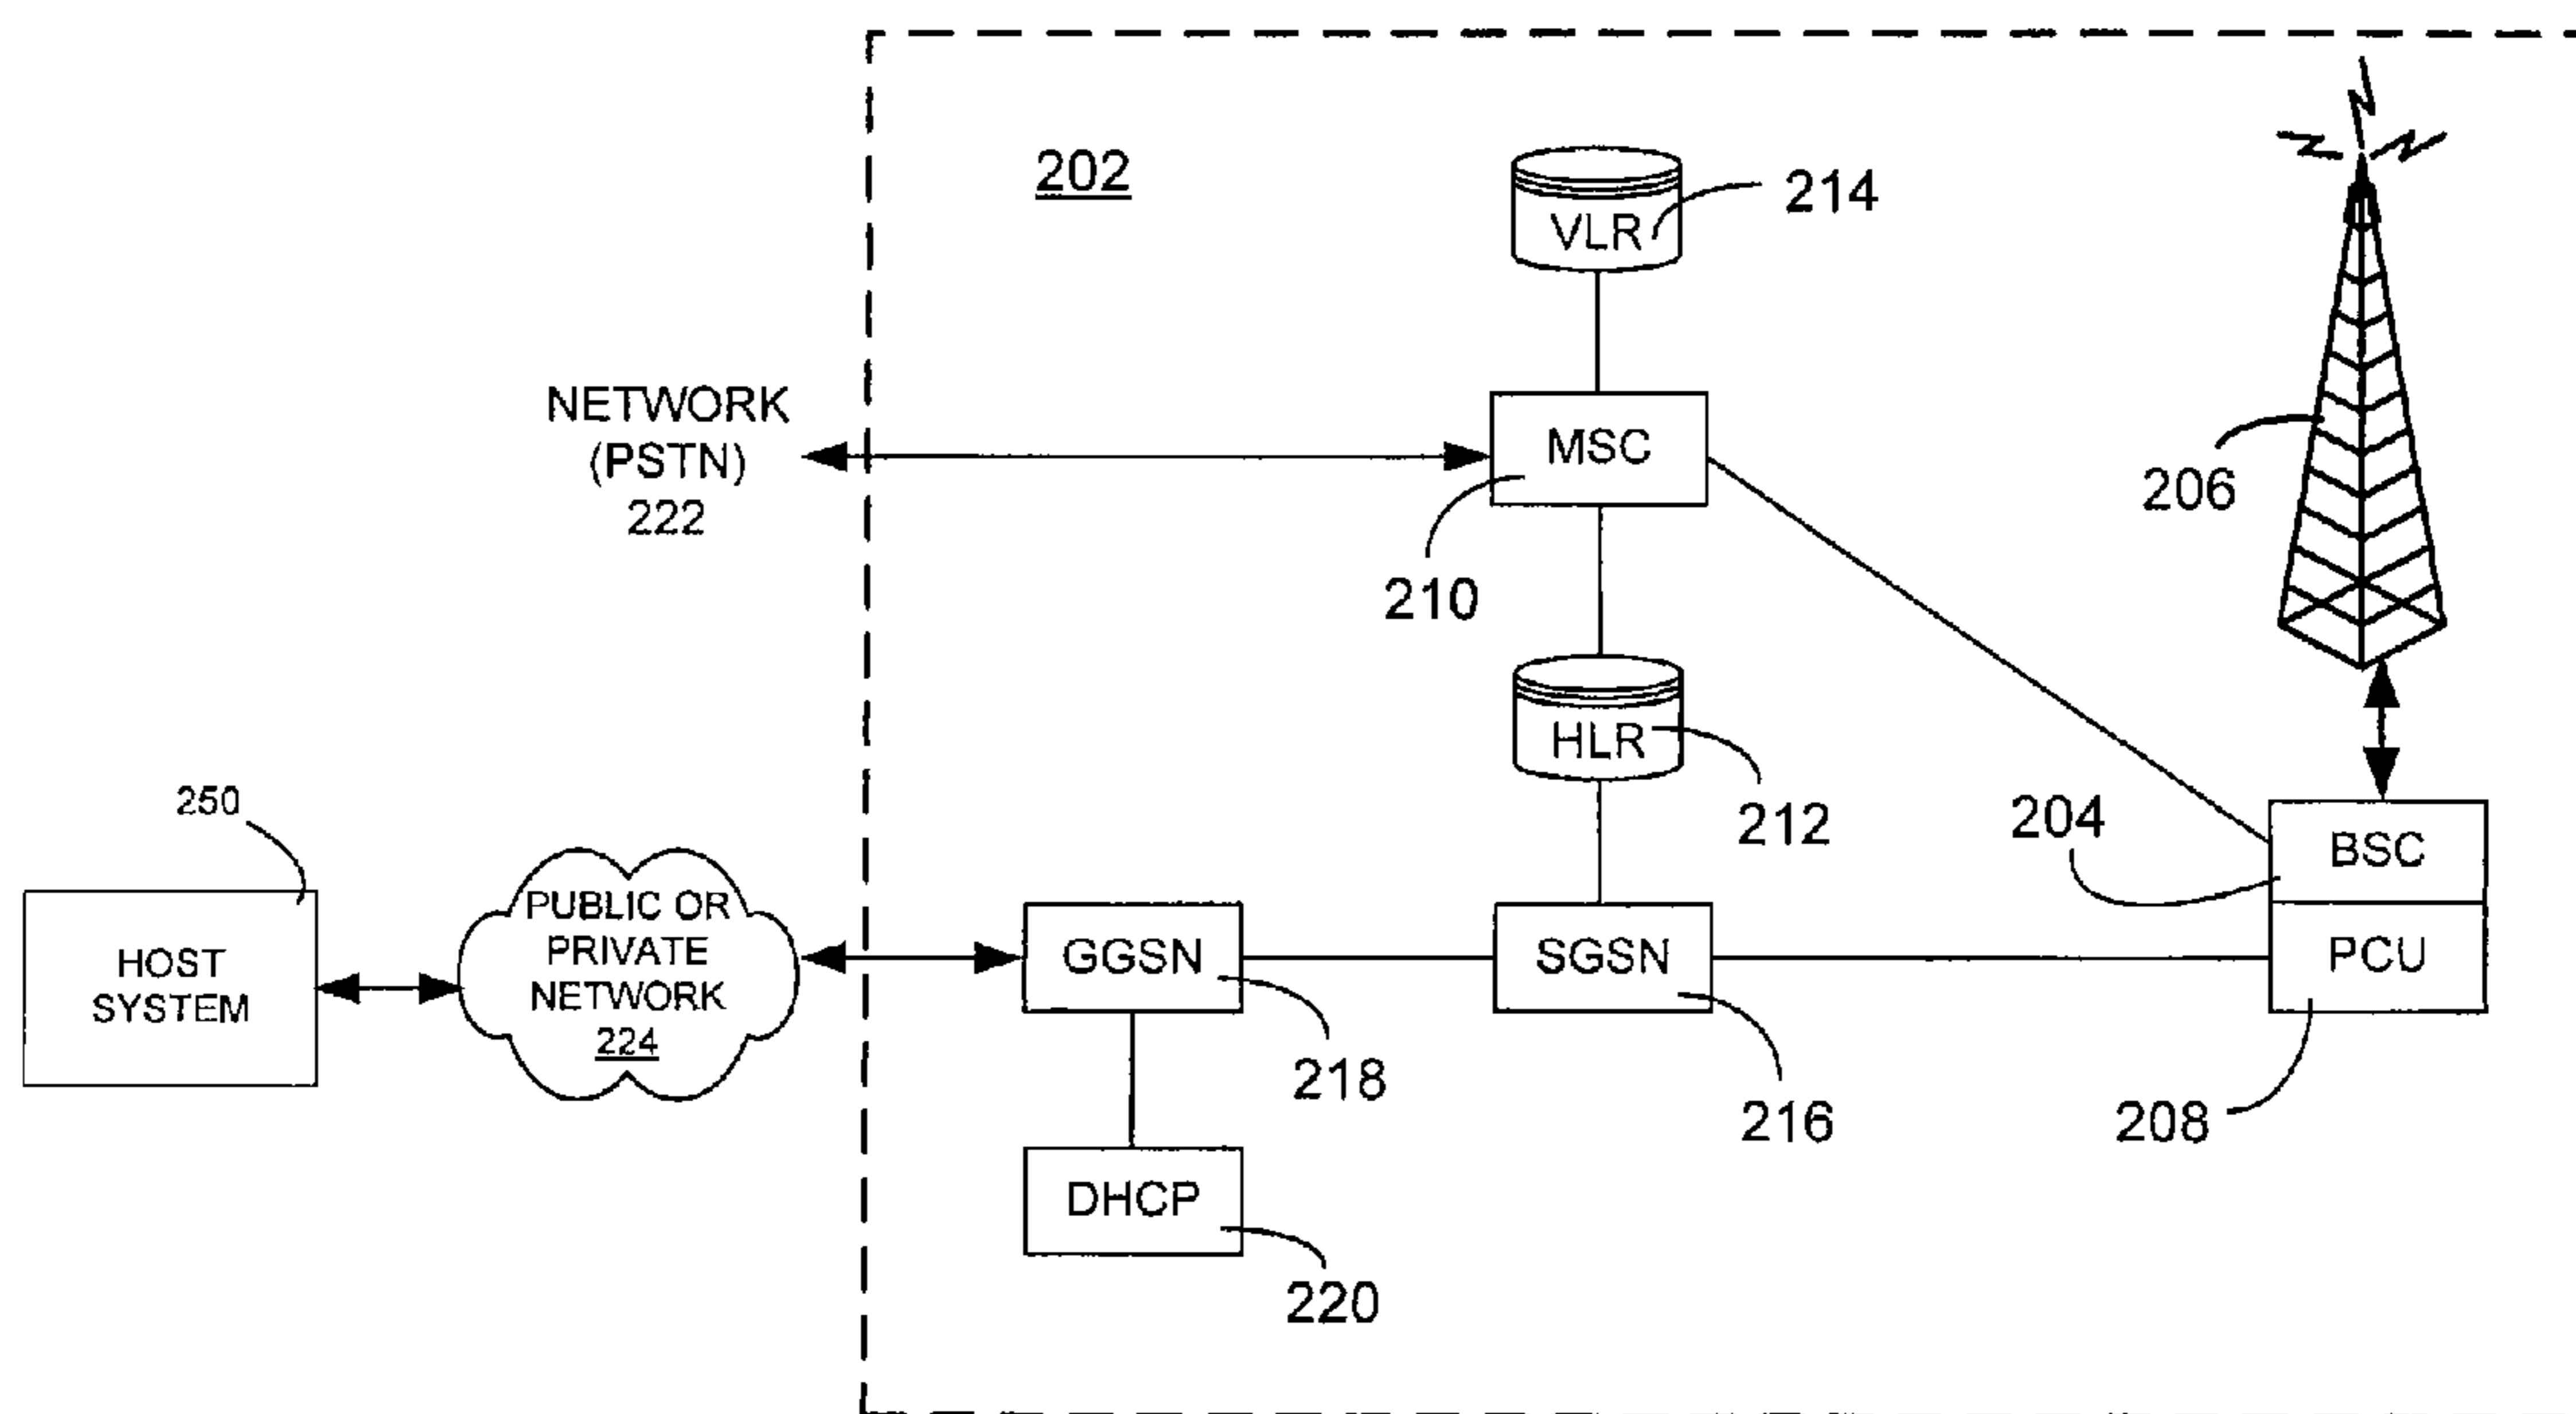 202
VLR
214
NETWORK
(PSTN)
222
MSC
206
210
HLR
212
250
204
BSC
HOST
SYSTEM
PUBLIC OR
PRIVATE
NETWORK
224
GGSN
SGSN
PCU
218
216
208
DHCP
220